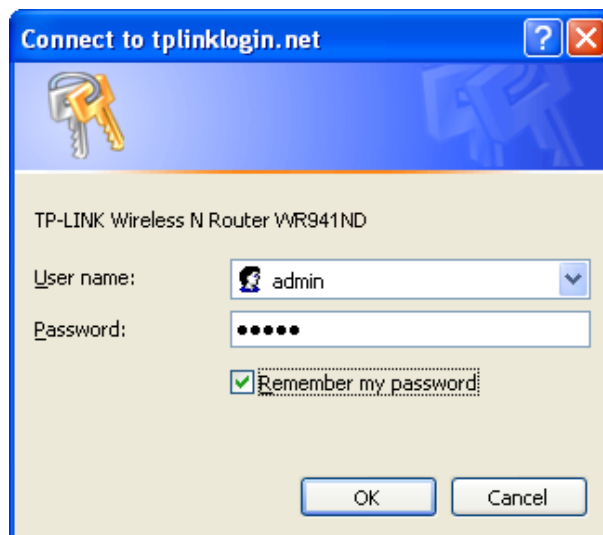 Connect to tplinklogin.net
TP-LINK Wireless N Router WR941ND
User name: admin
Password: •••••
Remember my password
OK Cancel